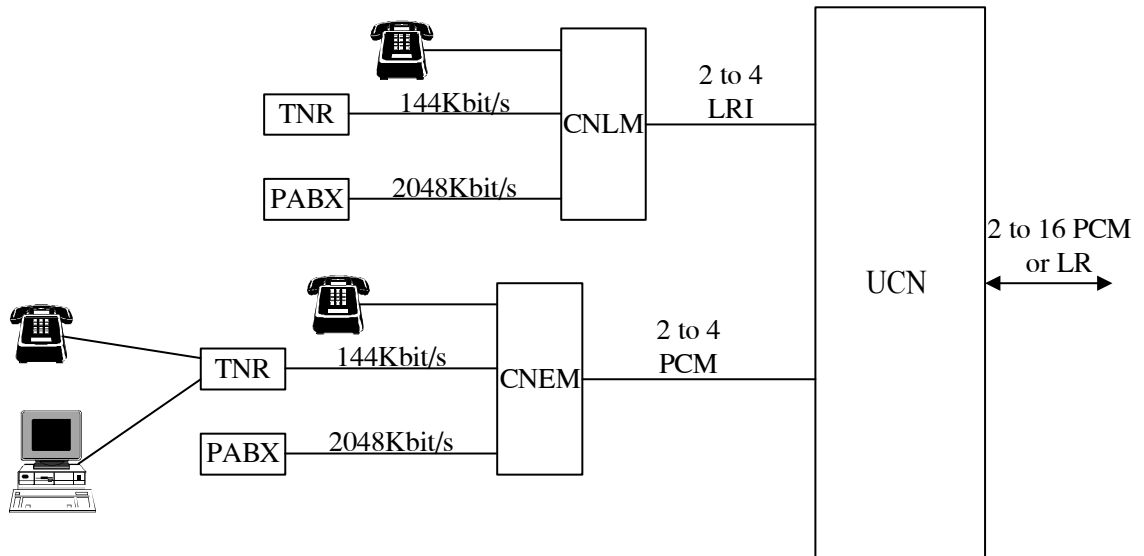 2 to 4
LRI
TNR
144Kbit/s
CNLM
PABX
2048Kbit/s
2 to 16 PCM
or LR
UCN
2 to 4
PCM
TNR
144Kbit/s
CNEM
PABX
2048Kbit/s